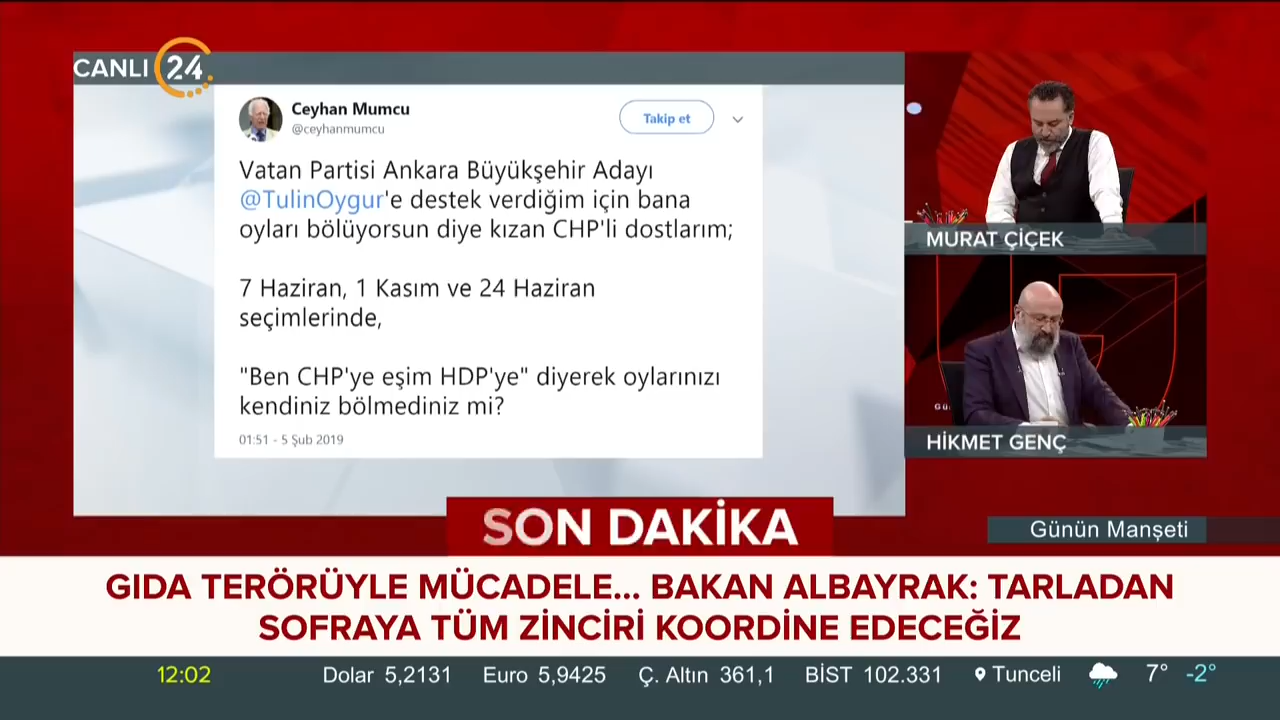 CANLI 24
Ceyhan Mumcu
@ceyhanmumcu
Takip et
Vatan Partisi Ankara Büyükşehir Adayı
@TulinOygur'e destek verdiğim için bana
oyları bölüyorsun diye kızan CHP'li dostlarım;
7 Haziran, 1 Kasım ve 24 Haziran
seçimlerinde,
"Ben CHP'ye eşim HDP'ye" diyerek oylarınızı
kendiniz bölmediniz mi?
01:51 - 5 Şub 2019
MURAT ÇİÇEK
HİKMET GENÇ
SON DAKİKA
Günün Manşeti
GIDA TERÖRÜYLE MÜCADELE... BAKAN ALBAYRAK: TARLADAN
SOFRAYA TÜM ZİNCİRİ KOORDİNE EDECEĞİZ
12:02 Dolar 5,2131 Euro 5,9425 Ç. Altın 361,1 BİST 102.331 Tunceli 7° -2°